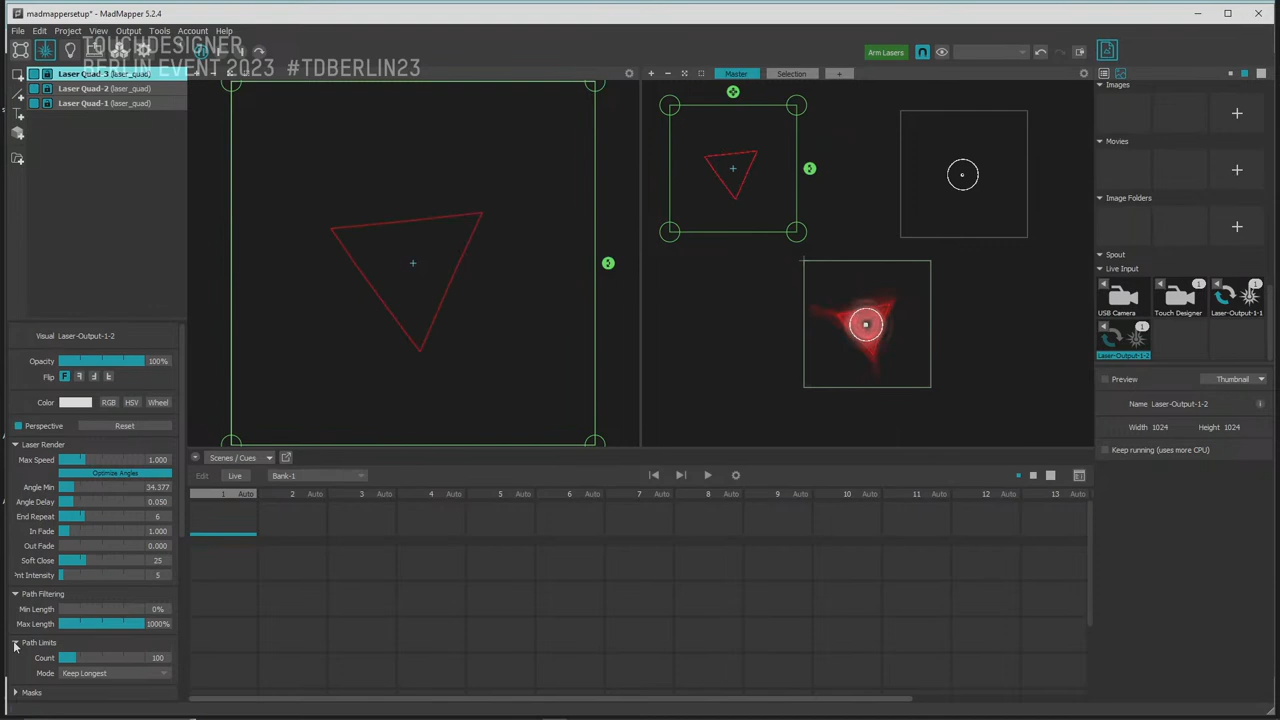 madmappersetup* - MadMapper 5.2.4
File Edit Project View Output Tools Account Help
TOUCHDESIGNER
BERLIN EVENT 2023 #TDBERLIN23
Arm Lasers
Laser Quad-3 (laser_quad)
Laser Quad-2 (laser_quad)
Laser Quad-1 (laser_quad)
Master Selection +
Images
Movies
Image Folders
Spout
Live Input
1 1
USB Camera Touch Designer Laser-Output-1-1
1
Laser-Output-1-2
Preview Thumbnail
Name Laser-Output-1-2
Width 1024 Height 1024
Keep running (uses more CPU)
Visual Laser-Output-1-2
Opacity 100%
Flip
Color RGB HSV Wheel
Perspective Reset
Laser Render
Max Speed 1.000
Optimize Angles
Angle Min 34.377
Angle Delay 0.050
End Repeat 6
In Fade 1.000
Out Fade 0.000
Soft Close 25
nt Intensity 5
Path Filtering
Min Length 0%
Max Length 1000%
Path Limits
Count 100
Mode Keep Longest
Masks
Scenes / Cues
Edit Live Bank-1
1 Auto 2 Auto 3 Auto 4 Auto 5 Auto 6 Auto 7 Auto 8 Auto 9 Auto 10 Auto 11 Auto 12 Auto 13 Auto